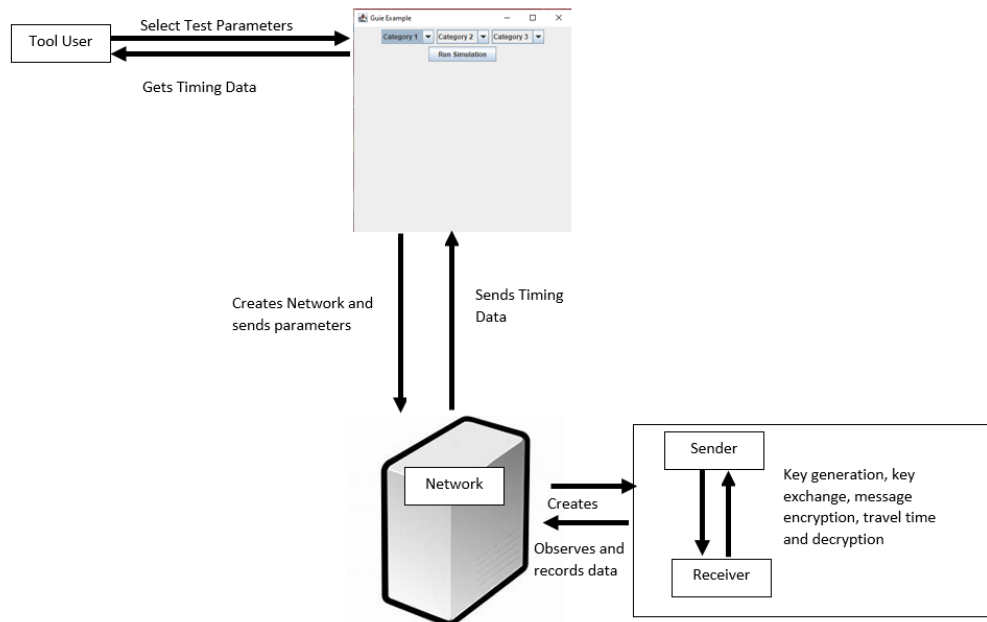 Guie Example
Select Test Parameters
Tool User
Category 1 Category 2 Category 3
Run Simulation
Gets Timing Data
Creates Network and
sends parameters
Sends Timing
Data
Network
Creates
Observes and
records data
Sender
Receiver
Key generation, key
exchange, message
encryption, travel time
and decryption